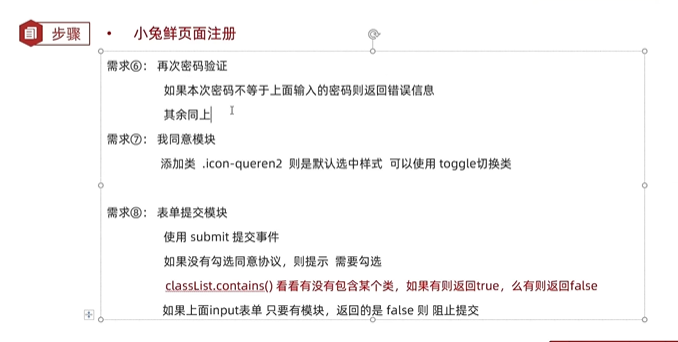 步骤 • 小兔鲜页面注册
需求⑥： 再次密码验证
如果本次密码不等于上面输入的密码则返回错误信息
其余同上
需求⑦： 我同意模块
添加类 .icon-queren2 则是默认选中样式 可以使用 toggle切换类
需求⑧： 表单提交模块
使用 submit 提交事件
如果没有勾选同意协议，则提示 需要勾选
classList.contains() 看看有没有包含某个类，如果有则返回true，么有则返回false
如果上面input表单 只要有模块，返回的是 false 则 阻止提交